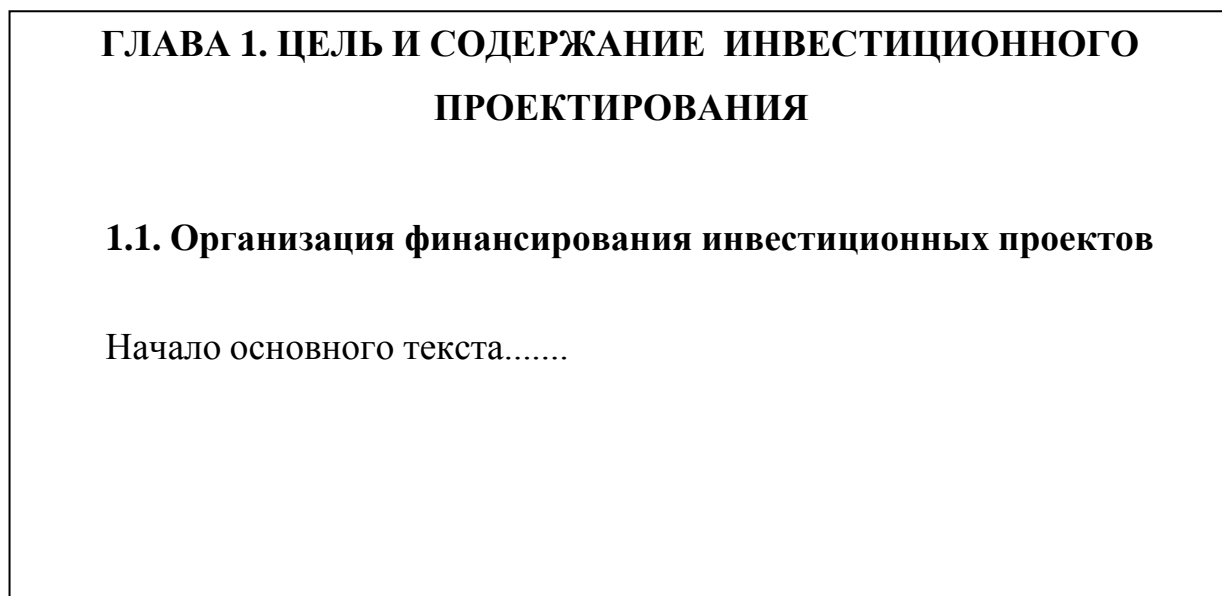 ГЛАВА 1. ЦЕЛЬ И СОДЕРЖАНИЕ  ИНВЕСТИЦИОННОГО
ПРОЕКТИРОВАНИЯ
1.1. Организация финансирования инвестиционных проектов
Начало основного текста.......